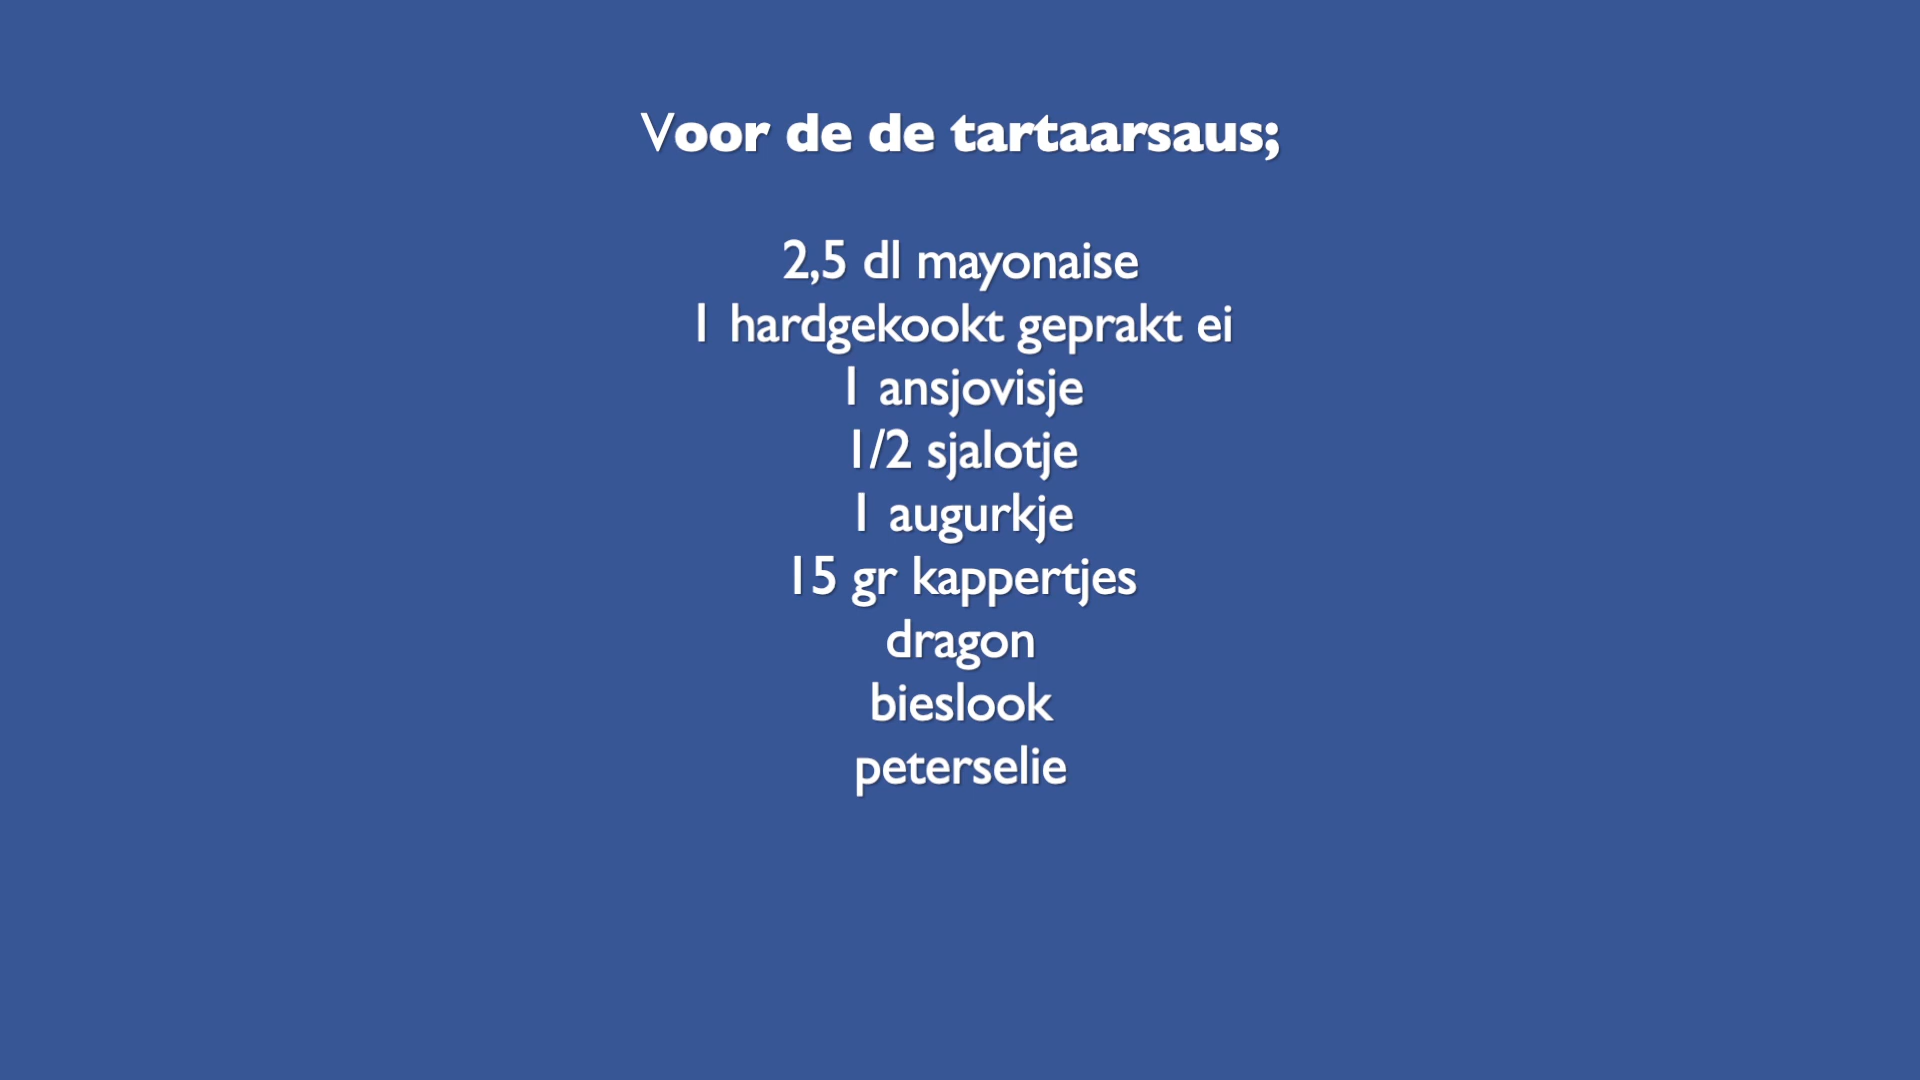 Voor de de tartaarsaus;
2,5 dl mayonaise
1 hardgekookt geprakt ei
1 ansjovisje
1/2 sjalotje
1 augurkje
15 gr kappertjes
dragon
bieslook
peterselie